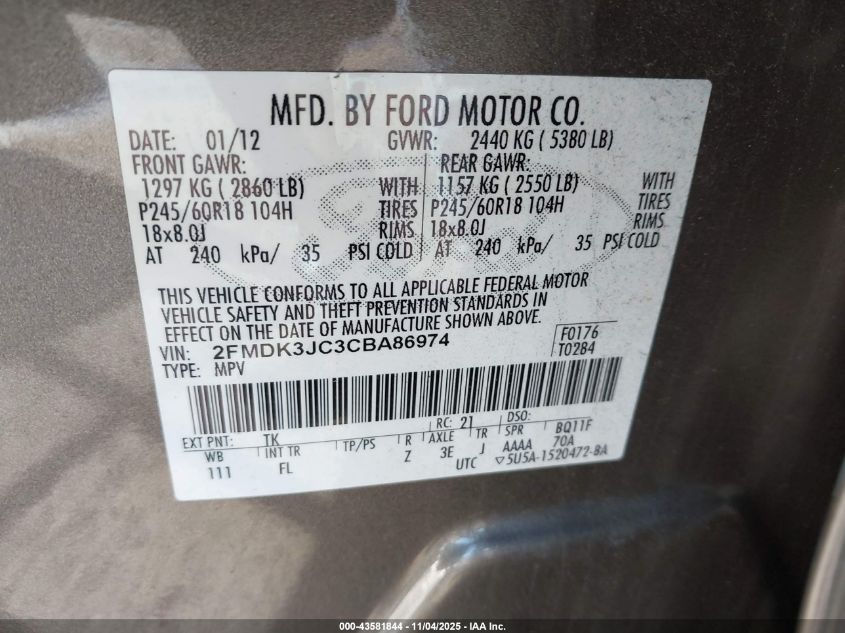 MFD. BY FORD MOTOR CO.
DATE: 01/12 GVWR: 2440 KG ( 5380 LB)
FRONT GAWR: REAR GAWR:
1297 KG ( 2860 LB) WITH 1157 KG ( 2550 LB) WITH
P245/60R18 104H TIRES P245/60R18 104H TIRES
18x8.0J RIMS 18x8.0J RIMS
AT 240 kPa/ 35 PSI COLD AT 240 kPa/ 35 PSI COLD
THIS VEHICLE CONFORMS TO ALL APPLICABLE FEDERAL MOTOR
VEHICLE SAFETY AND THEFT PREVENTION STANDARDS IN
EFFECT ON THE DATE OF MANUFACTURE SHOWN ABOVE.
VIN: 2FMDK3JC3CBA86974 F0176
TYPE: MPV T0284
EXT PNT: TK RC: 21 DSO:
WB INT TR TP/PS R AXLE TR SPR BQ11F
111 FL Z 3E J AAAA 70A
UTC ▽5U5A-1520472-BA
000-43581844 — 11/04/2025 — IAA Inc.